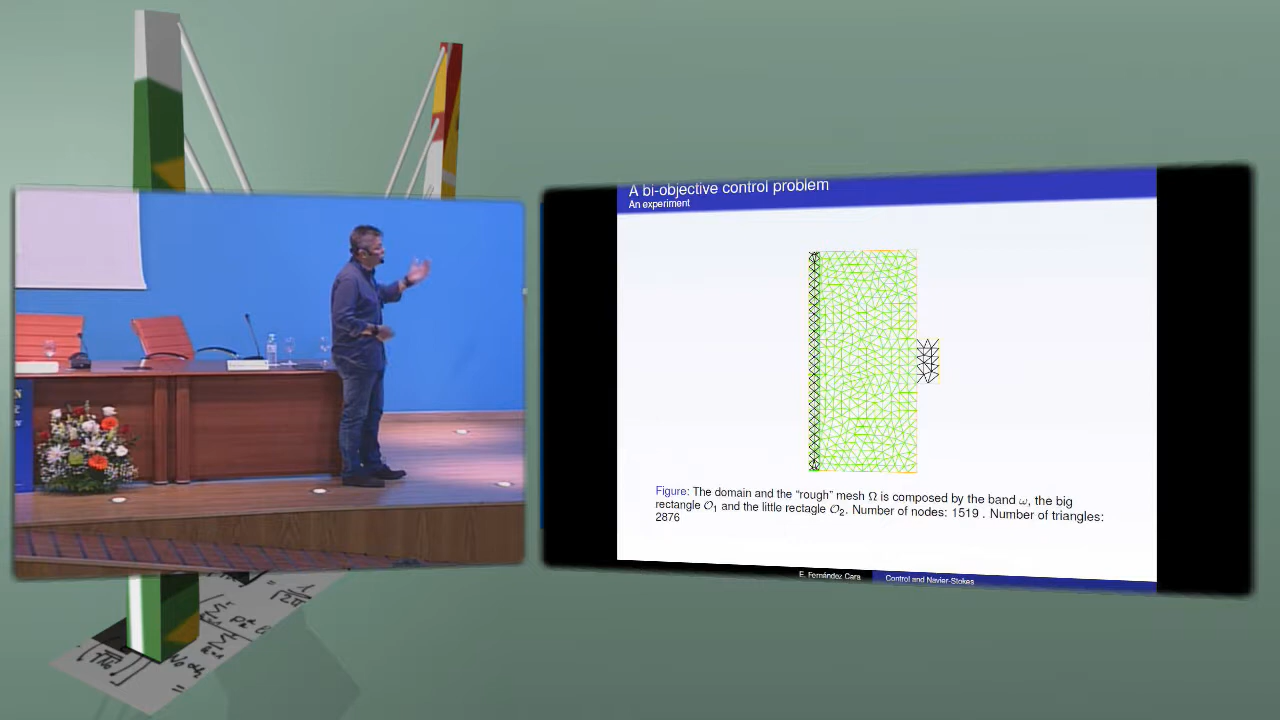 A bi-objective control problem
An experiment
Figure: The domain and the “rough” mesh Ω is composed by the band ω, the big
rectangle 𝒪₁ and the little rectagle 𝒪₂. Number of nodes: 1519 . Number of triangles:
2876
E. Fernández Cara
Control and Navier-Stokes